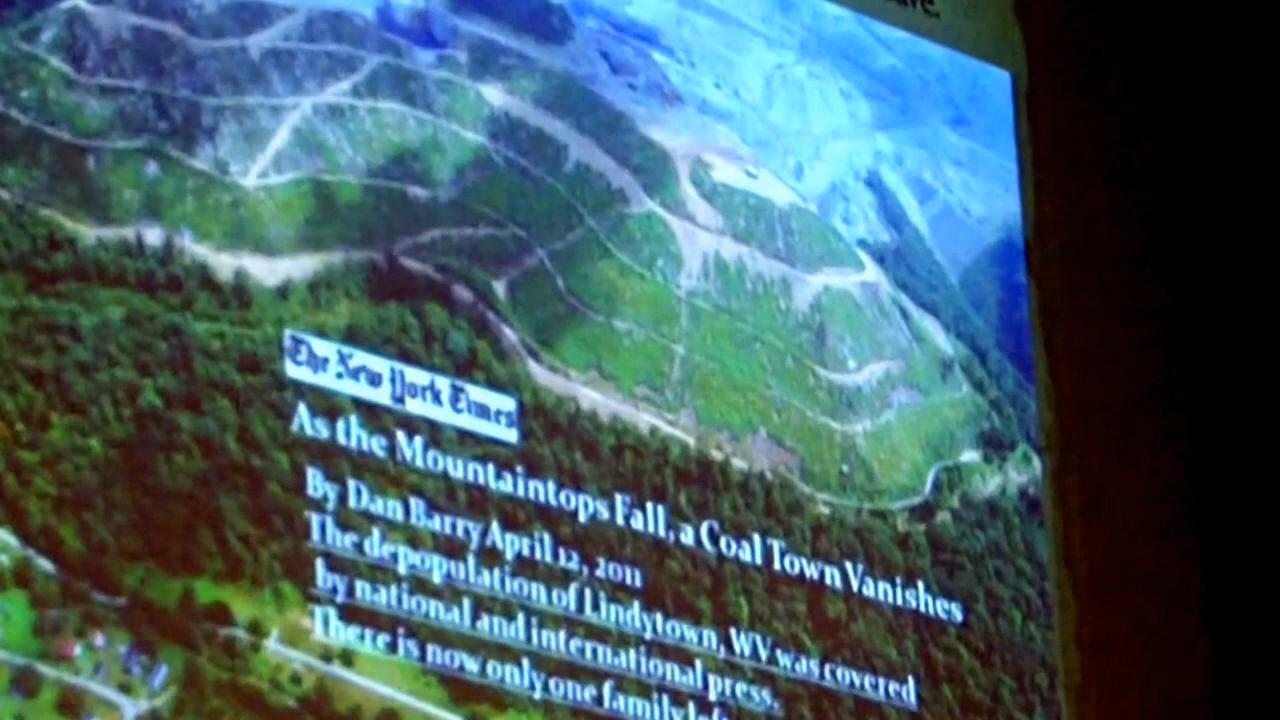 The New York Times
As the Mountaintops Fall, a Coal Town Vanishes
By Dan Barry April 12, 2011
The depopulation of Lindytown, WV was covered
by national and international press.
There is now only one family